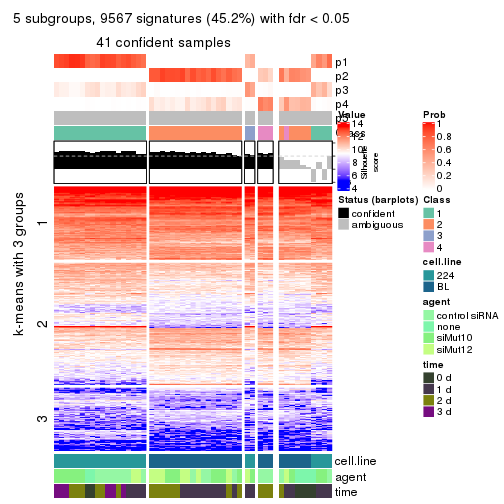 5 subgroups, 9567 signatures (45.2%) with fdr < 0.05
41 confident samples
p1
p2
p3
p4
Value
14
12
10
8
6
4
Silhouette
score
Prob
1
0.8
0.6
0.4
0.2
0
Status (barplots)
confident
ambiguous
Class
1
2
3
4
cell.line
224
BL
agent
control siRNA
none
siMut10
siMut12
time
0 d
1 d
2 d
3 d
k-means with 3 groups
1
2
3
cell.line
agent
time